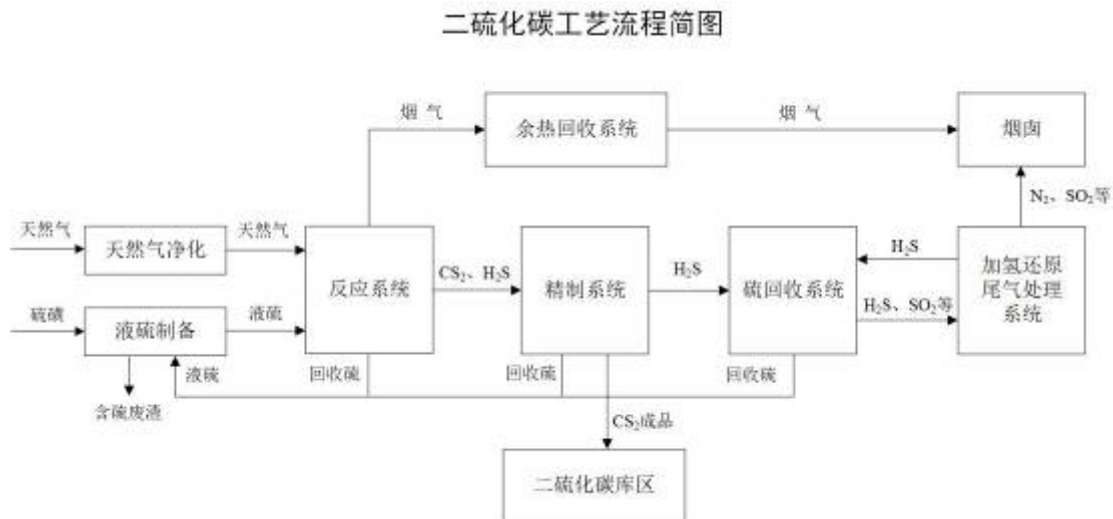 二硫化碳工艺流程简图
烟 气
余热回收系统
烟 气
烟卤
N₂、SO₂等
天然气
天然气净化
天然气
反应系统
CS₂、H₂S
精制系统
H₂S
硫回收系统
H₂S
H₂S、SO₂等
加氢还原
尾气处理
系统
硫磺
液硫制备
液硫
液硫
回收硫
回收硫
回收硫
含硫废渣
CS₂成品
二硫化碳库区